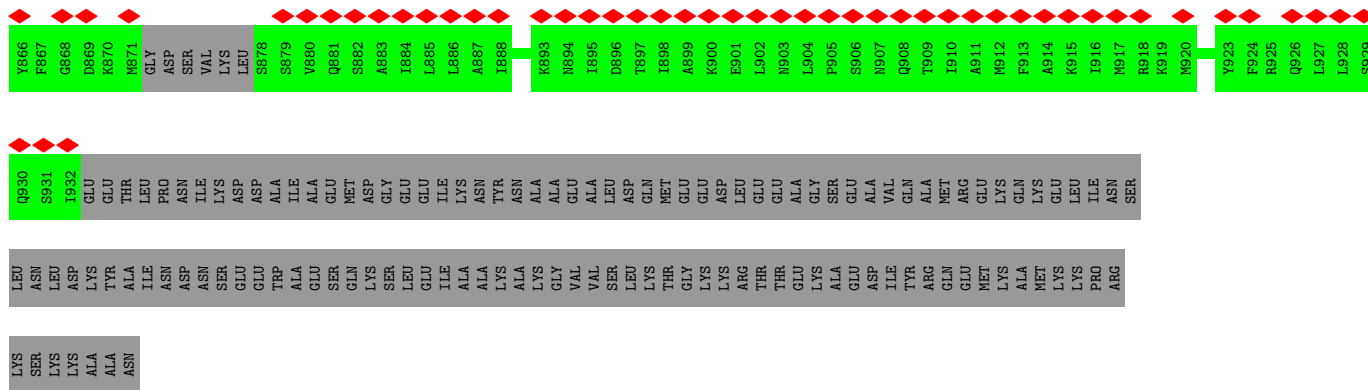 Y866 F867 G868 D869 K870 M871 GLY ASP SER VAL LYS LEU S878 S879 V880 Q881 S882 A883 I884 L885 L886 A887 I888 K893 N894 I895 D896 T897 I898 A899 K900 E901 L902 N903 L904 P905 S906 N907 Q908 T909 I910 A911 M912 F913 A914 K915 I916 M917 R918 K919 M920 Y923 F924 R925 Q926 L927 L928 S929
Q930 S931 I932 GLU GLU THR LEU PRO ASN ILE LYS ASP ASP ALA ILE ALA GLU MET ASP GLY GLU GLU ILE LYS ASN TYR ASN ALA ALA GLU ALA LEU ASP GLN MET GLU GLU ASP LEU GLU GLU ALA GLY SER GLU ALA VAL GLN ALA MET ARG GLU LYS GLN LYS GLU LEU ILE ASN SER
LEU ASN LEU ASP LYS TYR ALA ILE ASN ASP ASN SER GLU GLU TRP ALA GLU SER GLN LYS SER LEU GLU ILE ALA ALA LYS ALA LYS GLY VAL VAL SER LEU LYS THR GLY LYS LYS ARG THR THR GLU LYS ALA GLU ASP ILE TYR ARG GLN GLU MET LYS ALA MET LYS LYS PRO ARG
LYS SER LYS LYS ALA ALA ASN